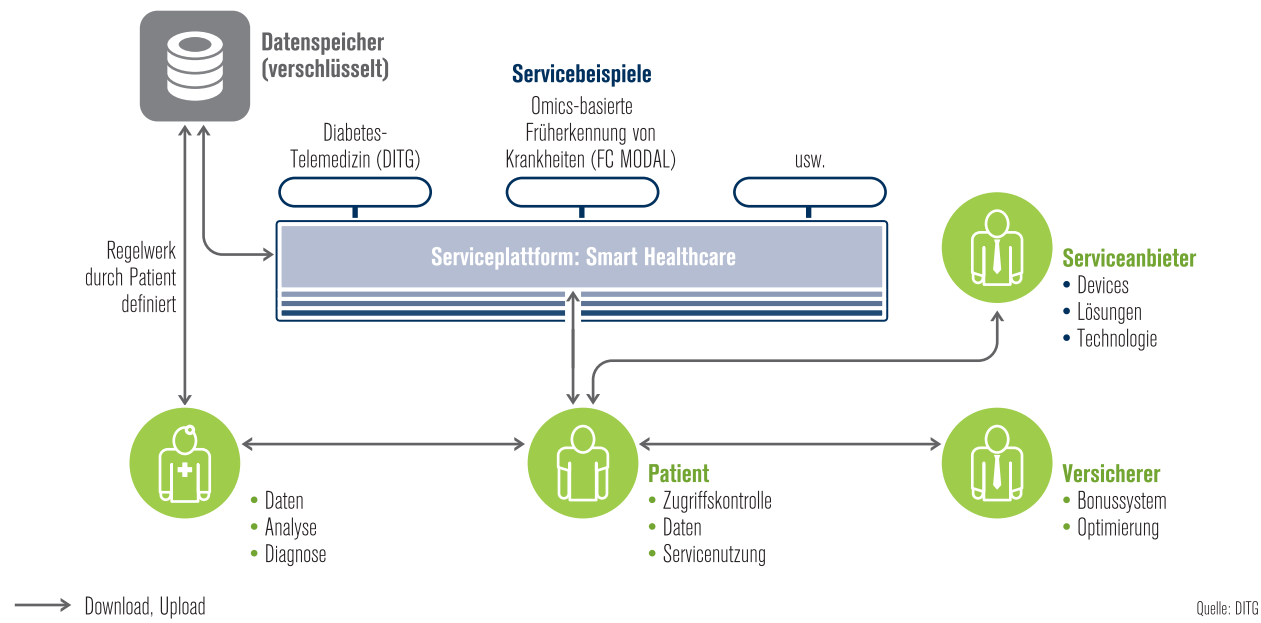 Datenspeicher
(verschlüsselt)
Servicebeispiele
Diabetes-
Telemedizin (DITG)
Omics-basierte
Früherkennung von
Krankheiten (FC MODAL)
usw.
Regelwerk
durch Patient
definiert
Serviceplattform: Smart Healthcare
Serviceanbieter
• Devices
• Lösungen
• Technologie
• Daten
• Analyse
• Diagnose
Patient
• Zugriffskontrolle
• Daten
• Servicenutzung
Versicherer
• Bonussystem
• Optimierung
Download, Upload
Quelle: DITG